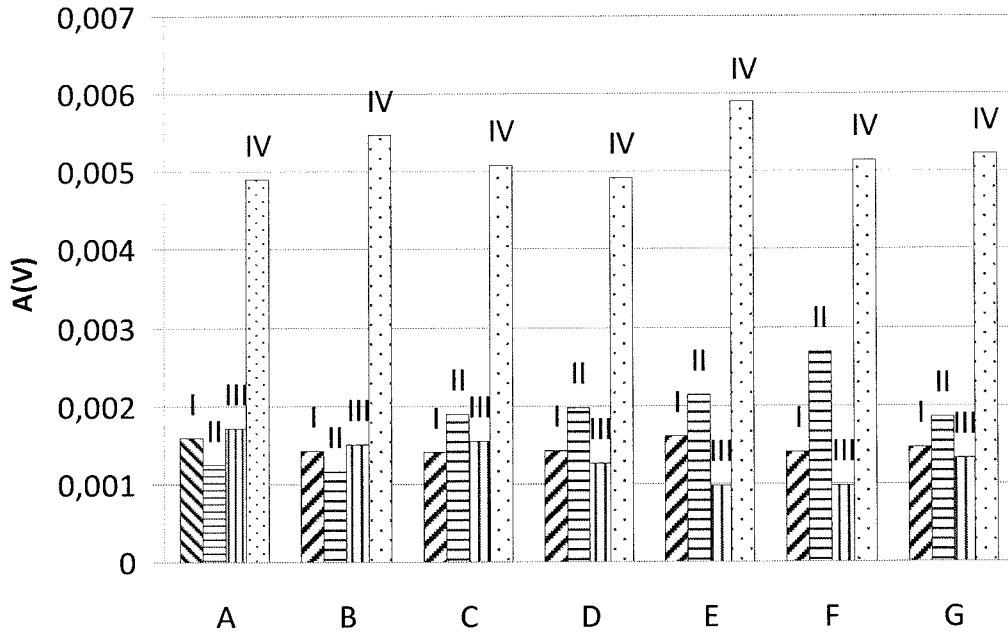 0,007
0,006
0,005
0,004
0,003
0,002
0,001
0
A(V)
I II III IV
I II III IV
I II III IV
I II III IV
I II III IV
I II III IV
I II III IV
A B C D E F G